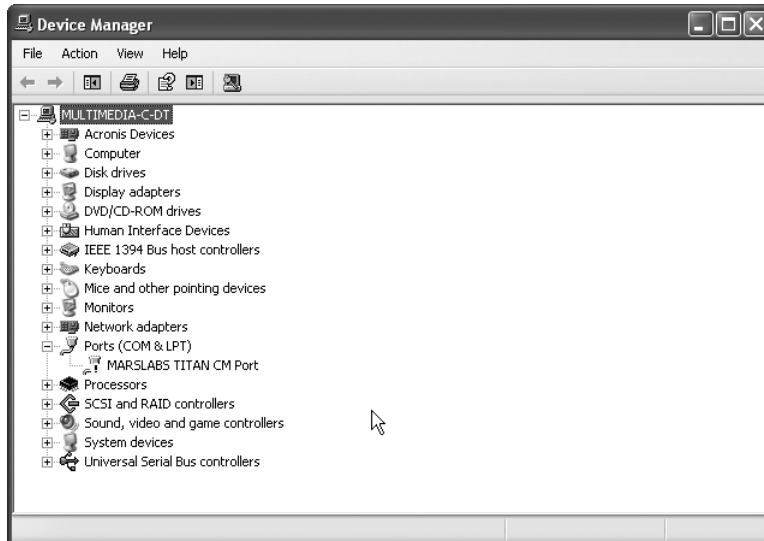 Device Manager
File Action View Help
MULTIMEDIA-C-DT
Acronis Devices
Computer
Disk drives
Display adapters
DVD/CD-ROM drives
Human Interface Devices
IEEE 1394 Bus host controllers
Keyboards
Mice and other pointing devices
Monitors
Network adapters
Ports (COM & LPT)
MARSLABS TITAN CM Port
Processors
SCSI and RAID controllers
Sound, video and game controllers
System devices
Universal Serial Bus controllers